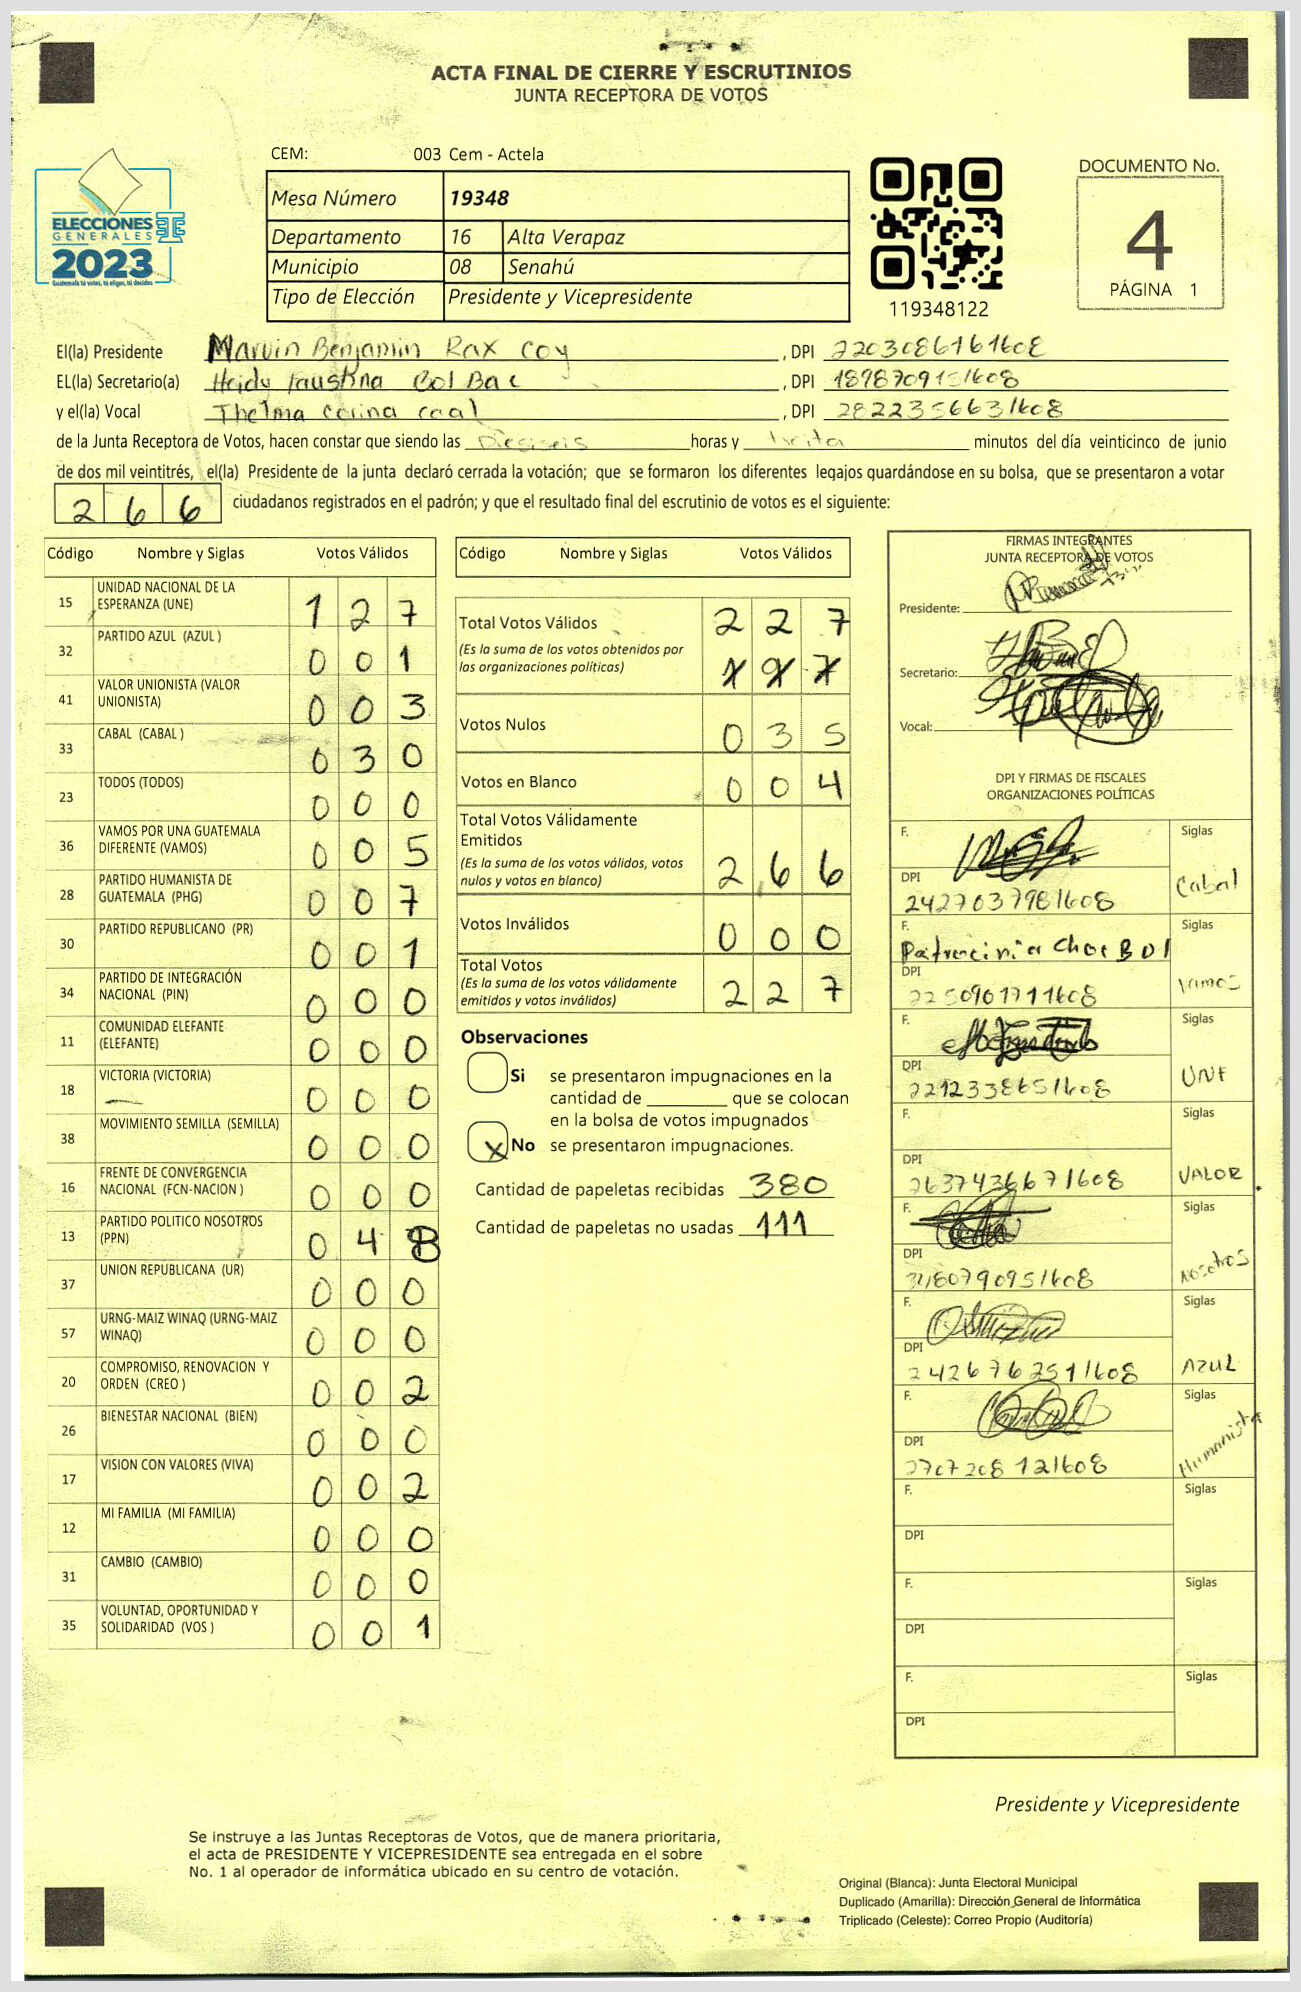 ACTA FINAL DE CIERRE Y ESCRUTINIOS
JUNTA RECEPTORA DE VOTOS
ELECCIONES
GENERALES
2023
Guatemala tú votas, tú eliges, tú decides
CEM: 003 Cem - Actela
Mesa Número 19348
Departamento 16 Alta Verapaz
Municipio 08 Senahú
Tipo de Elección Presidente y Vicepresidente
119348122
DOCUMENTO No.
4
PÁGINA 1
El(la) Presidente Marvin Benjamin Rax Coy , DPI 2203086161608
EL(la) Secretario(a) Heidy Faustina Col Bac , DPI 1898709151608
y el(la) Vocal Thelma Corina Caal , DPI 2822356631608
de la Junta Receptora de Votos, hacen constar que siendo las Dieciseis horas y treita minutos del día veinticinco de junio
de dos mil veintitrés, el(la) Presidente de la junta declaró cerrada la votación; que se formaron los diferentes legajos guardándose en su bolsa, que se presentaron a votar
266 ciudadanos registrados en el padrón; y que el resultado final del escrutinio de votos es el siguiente:
Código Nombre y Siglas Votos Válidos
15 UNIDAD NACIONAL DE LA ESPERANZA (UNE) 1 2 7
32 PARTIDO AZUL (AZUL ) 0 0 1
41 VALOR UNIONISTA (VALOR UNIONISTA) 0 0 3
33 CABAL (CABAL ) 0 3 0
23 TODOS (TODOS) 0 0 0
36 VAMOS POR UNA GUATEMALA DIFERENTE (VAMOS) 0 0 5
28 PARTIDO HUMANISTA DE GUATEMALA (PHG) 0 0 7
30 PARTIDO REPUBLICANO (PR) 0 0 1
34 PARTIDO DE INTEGRACIÓN NACIONAL (PIN) 0 0 0
11 COMUNIDAD ELEFANTE (ELEFANTE) 0 0 0
18 VICTORIA (VICTORIA) 0 0 0
38 MOVIMIENTO SEMILLA (SEMILLA) 0 0 0
16 FRENTE DE CONVERGENCIA NACIONAL (FCN-NACION ) 0 0 0
13 PARTIDO POLITICO NOSOTROS (PPN) 0 4 8
37 UNION REPUBLICANA (UR) 0 0 0
57 URNG-MAIZ WINAQ (URNG-MAIZ WINAQ) 0 0 0
20 COMPROMISO, RENOVACION Y ORDEN (CREO ) 0 0 2
26 BIENESTAR NACIONAL (BIEN) 0 0 0
17 VISION CON VALORES (VIVA) 0 0 2
12 MI FAMILIA (MI FAMILIA) 0 0 0
31 CAMBIO (CAMBIO) 0 0 0
35 VOLUNTAD, OPORTUNIDAD Y SOLIDARIDAD (VOS ) 0 0 1
Código Nombre y Siglas Votos Válidos
Total Votos Válidos 2 2 7
(Es la suma de los votos obtenidos por
las organizaciones políticas)
Votos Nulos 0 3 5
Votos en Blanco 0 0 4
Total Votos Válidamente
Emitidos
(Es la suma de los votos válidos, votos
nulos y votos en blanco) 2 6 6
Votos Inválidos 0 0 0
Total Votos
(Es la suma de los votos válidamente
emitidos y votos inválidos) 2 2 7
Observaciones
Si se presentaron impugnaciones en la
cantidad de ________ que se colocan
en la bolsa de votos impugnados
x No se presentaron impugnaciones.
Cantidad de papeletas recibidas 380
Cantidad de papeletas no usadas 111
FIRMAS INTEGRANTES
JUNTA RECEPTORA DE VOTOS
Presidente:
Secretario:
Vocal:
DPI Y FIRMAS DE FISCALES
ORGANIZACIONES POLÍTICAS
F. Siglas
DPI Cabal
2427037981608
F. Siglas
Patrocinia Choc Bol
DPI Vamos
2250901711608
F. Siglas
DPI UNE
2212338651608
F. Siglas
DPI VALOR
2637436671608
F. Siglas
DPI Nosotros
3180790951608
F. Siglas
DPI AZUL
2426762511608
F. Siglas
DPI Humanista
2707208121608
F. Siglas
DPI
F. Siglas
DPI
F. Siglas
DPI
Presidente y Vicepresidente
Se instruye a las Juntas Receptoras de Votos, que de manera prioritaria,
el acta de PRESIDENTE Y VICEPRESIDENTE sea entregada en el sobre
No. 1 al operador de informática ubicado en su centro de votación.
Original (Blanca): Junta Electoral Municipal
Duplicado (Amarilla): Dirección General de Informática
Triplicado (Celeste): Correo Propio (Auditoría)